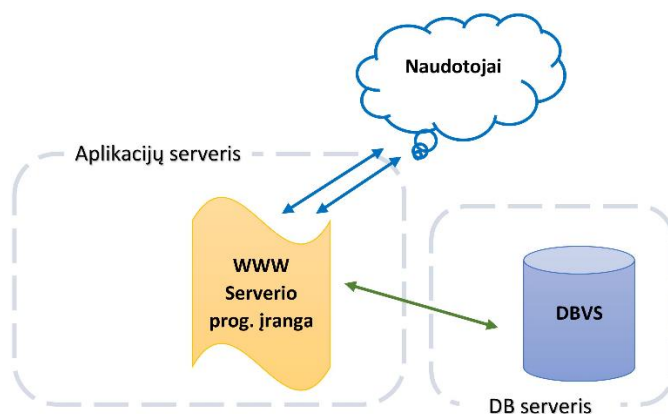 Naudotojai
Aplikacijų serveris
WWW
Serverio
prog. įranga
DBVS
DB serveris